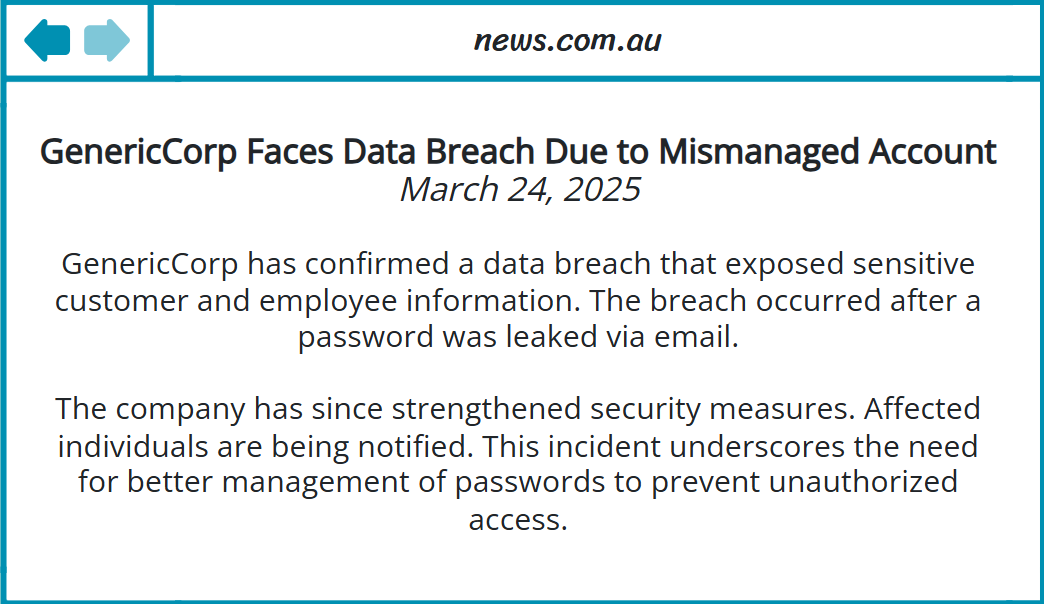 news.com.au
GenericCorp Faces Data Breach Due to Mismanaged Account
March 24, 2025
GenericCorp has confirmed a data breach that exposed sensitive
customer and employee information. The breach occurred after a
password was leaked via email.
The company has since strengthened security measures. Affected
individuals are being notified. This incident underscores the need
for better management of passwords to prevent unauthorized
access.